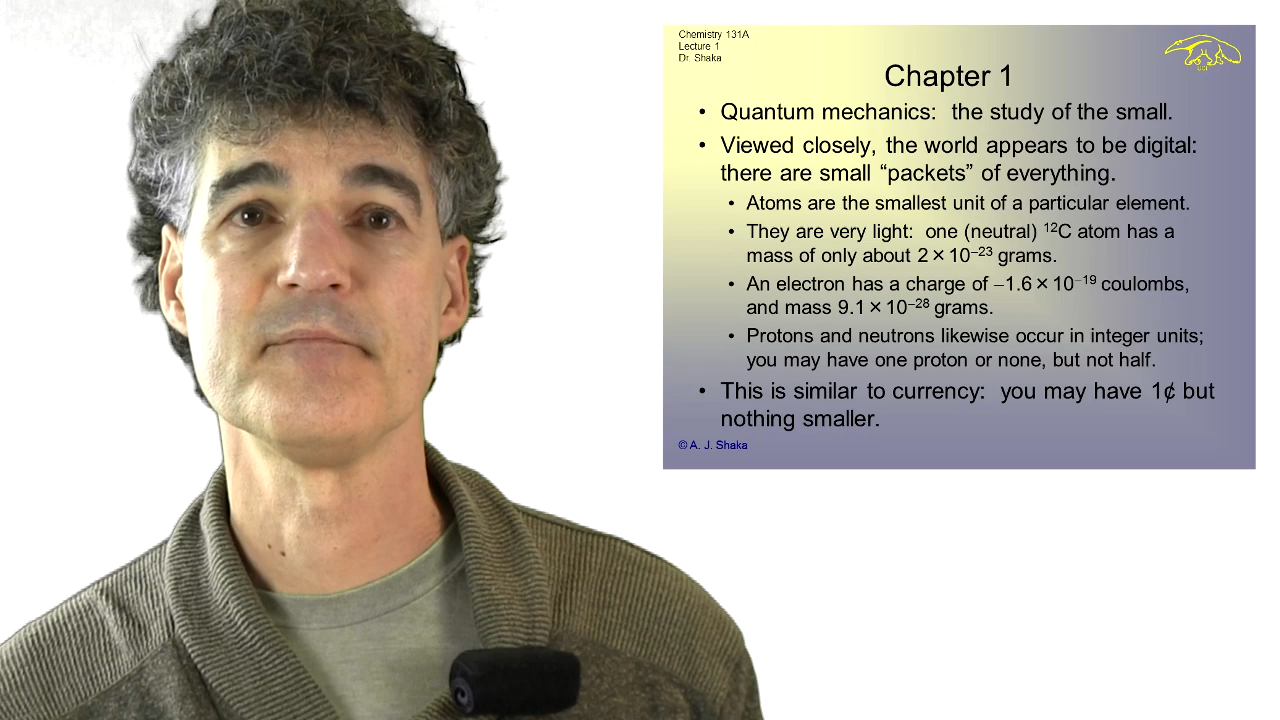 Chemistry 131A
Lecture 1
Dr. Shaka
UCI
Chapter 1
• Quantum mechanics:  the study of the small.
• Viewed closely, the world appears to be digital:
there are small “packets” of everything.
• Atoms are the smallest unit of a particular element.
• They are very light:  one (neutral) ¹²C atom has a
mass of only about 2 × 10⁻²³ grams.
• An electron has a charge of −1.6 × 10⁻¹⁹ coulombs,
and mass 9.1 × 10⁻²⁸ grams.
• Protons and neutrons likewise occur in integer units;
you may have one proton or none, but not half.
• This is similar to currency:  you may have 1¢ but
nothing smaller.
© A. J. Shaka